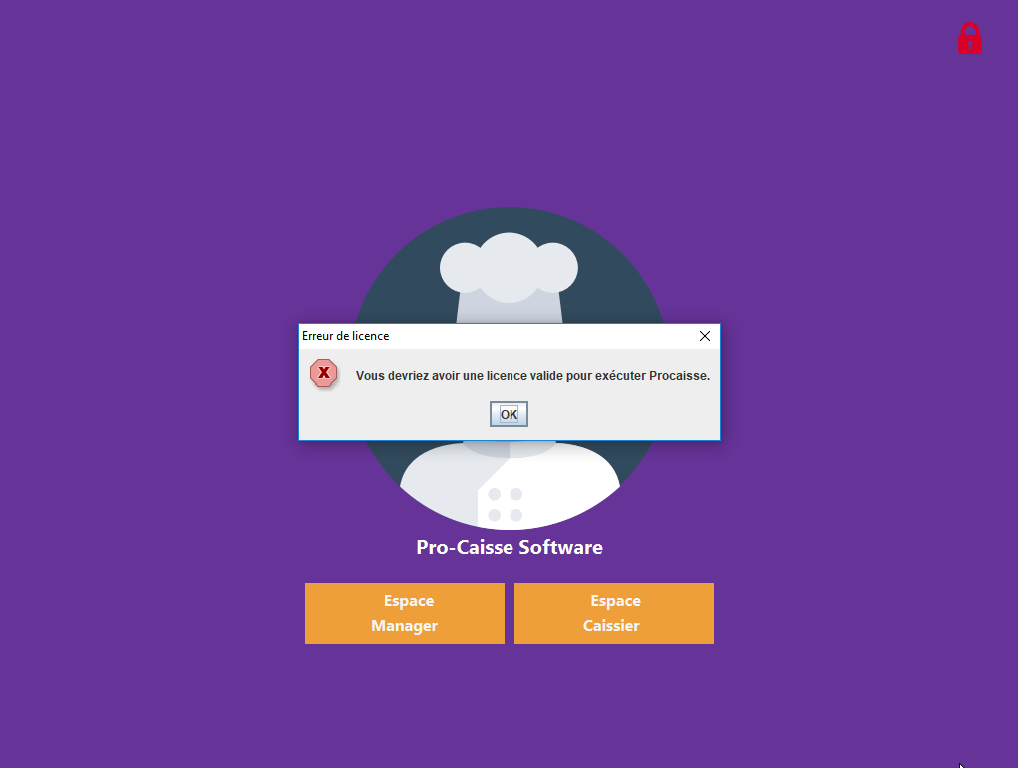 Erreur de licence
X
Vous devriez avoir une licence valide pour exécuter Procaisse.
OK
Pro-Caisse Software
Espace
Manager
Espace
Caissier